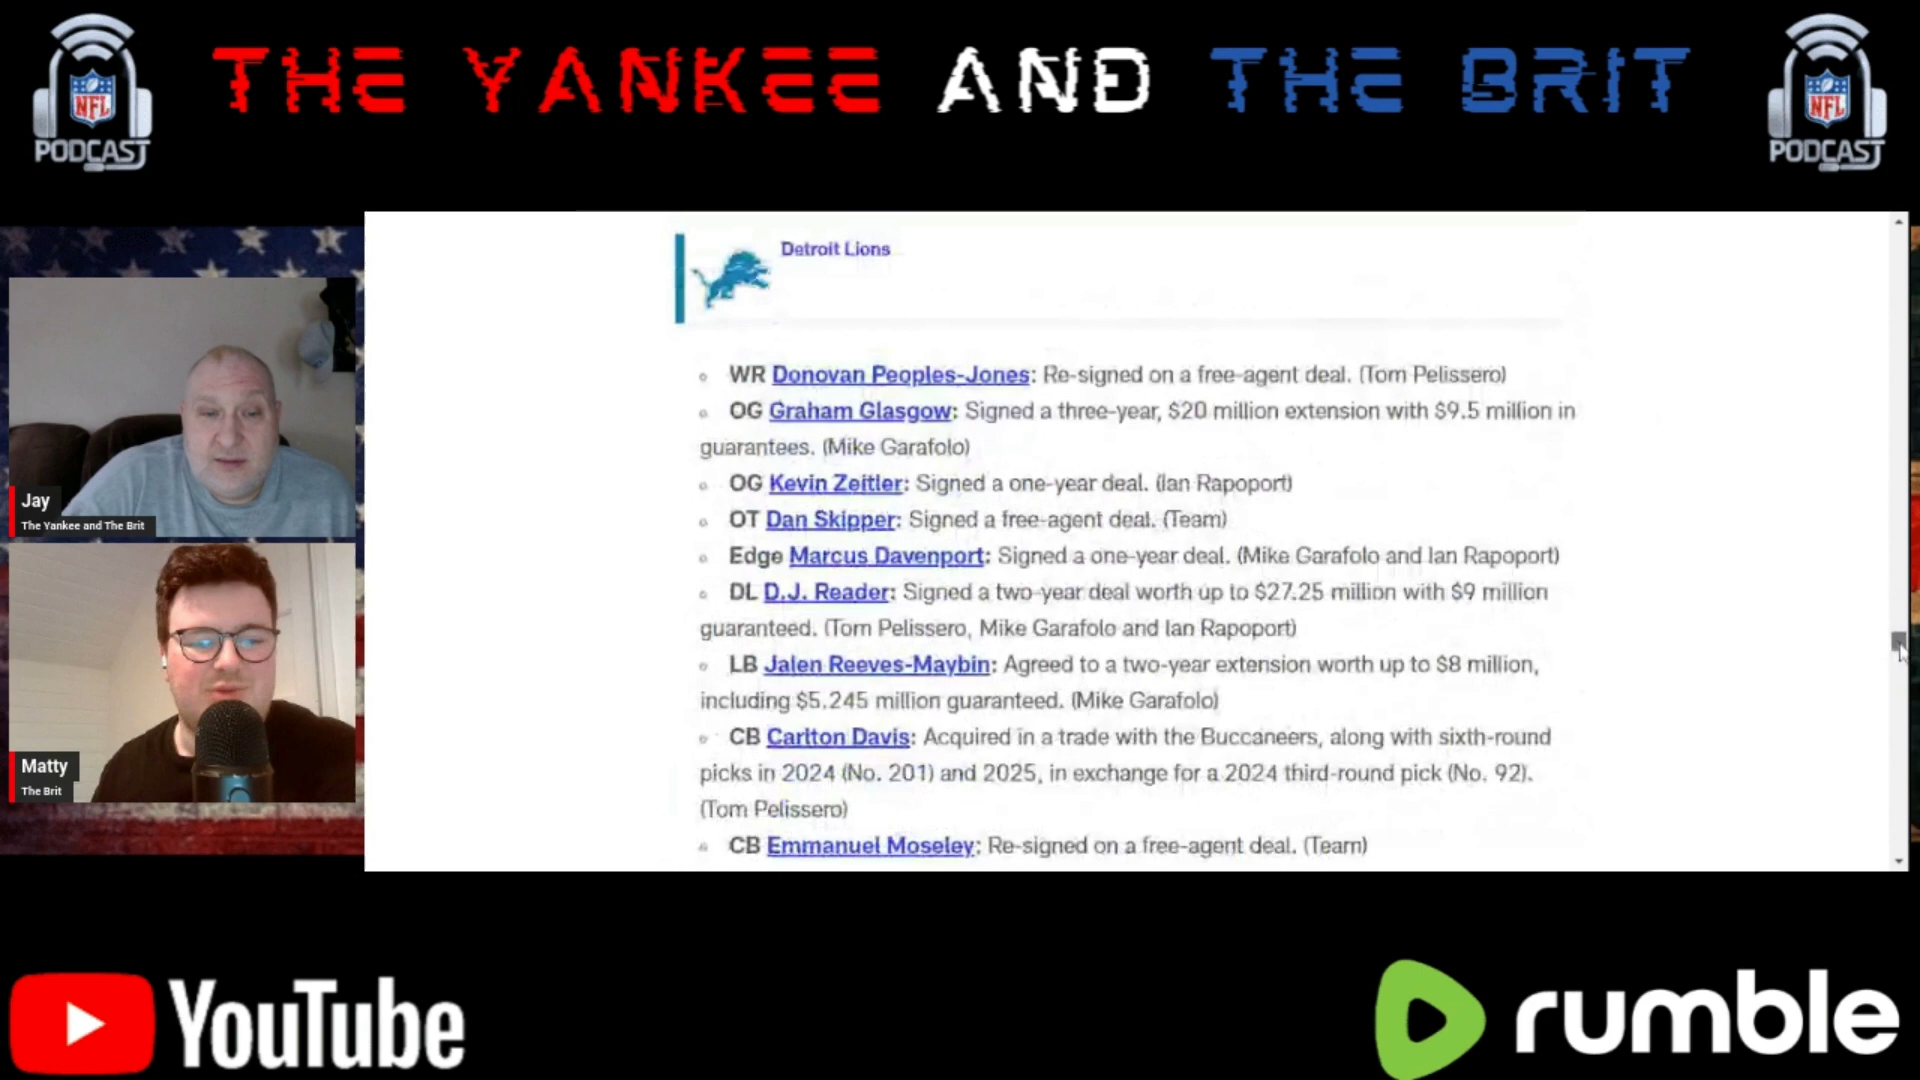 THE YANKEE AND THE BRIT
NFL
PODCAST
NFL
PODCAST
Detroit Lions
WR Donovan Peoples-Jones: Re-signed on a free-agent deal. (Tom Pelissero)
OG Graham Glasgow: Signed a three-year, $20 million extension with $9.5 million in
guarantees. (Mike Garafolo)
OG Kevin Zeitler: Signed a one-year deal. (Ian Rapoport)
OT Dan Skipper: Signed a free-agent deal. (Team)
Edge Marcus Davenport: Signed a one-year deal. (Mike Garafolo and Ian Rapoport)
DL D.J. Reader: Signed a two-year deal worth up to $27.25 million with $9 million
guaranteed. (Tom Pelissero, Mike Garafolo and Ian Rapoport)
LB Jalen Reeves-Maybin: Agreed to a two-year extension worth up to $8 million,
including $5.245 million guaranteed. (Mike Garafolo)
CB Carlton Davis: Acquired in a trade with the Buccaneers, along with sixth-round
picks in 2024 (No. 201) and 2025, in exchange for a 2024 third-round pick (No. 92).
(Tom Pelissero)
CB Emmanuel Moseley: Re-signed on a free-agent deal. (Team)
Jay
The Yankee and The Brit
Matty
The Brit
YouTube
rumble